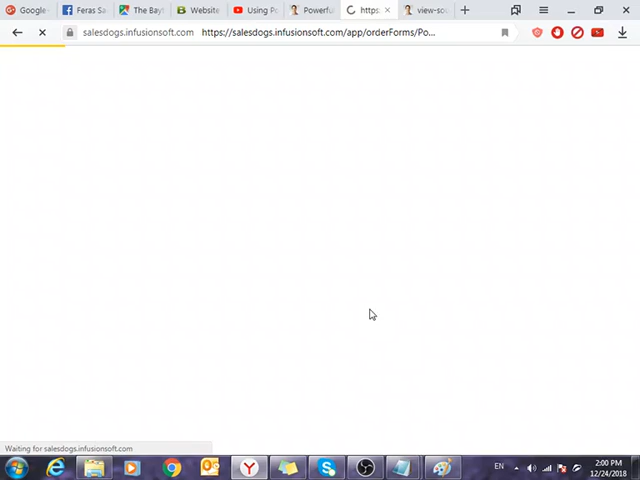 Google+
Feras Sa
The Bayt
Website
Using Po
Powerfu
https:
view-sou
salesdogs.infusionsoft.com https://salesdogs.infusionsoft.com/app/orderForms/Po...
Waiting for salesdogs.infusionsoft.com
EN
2:00 PM
12/24/2018